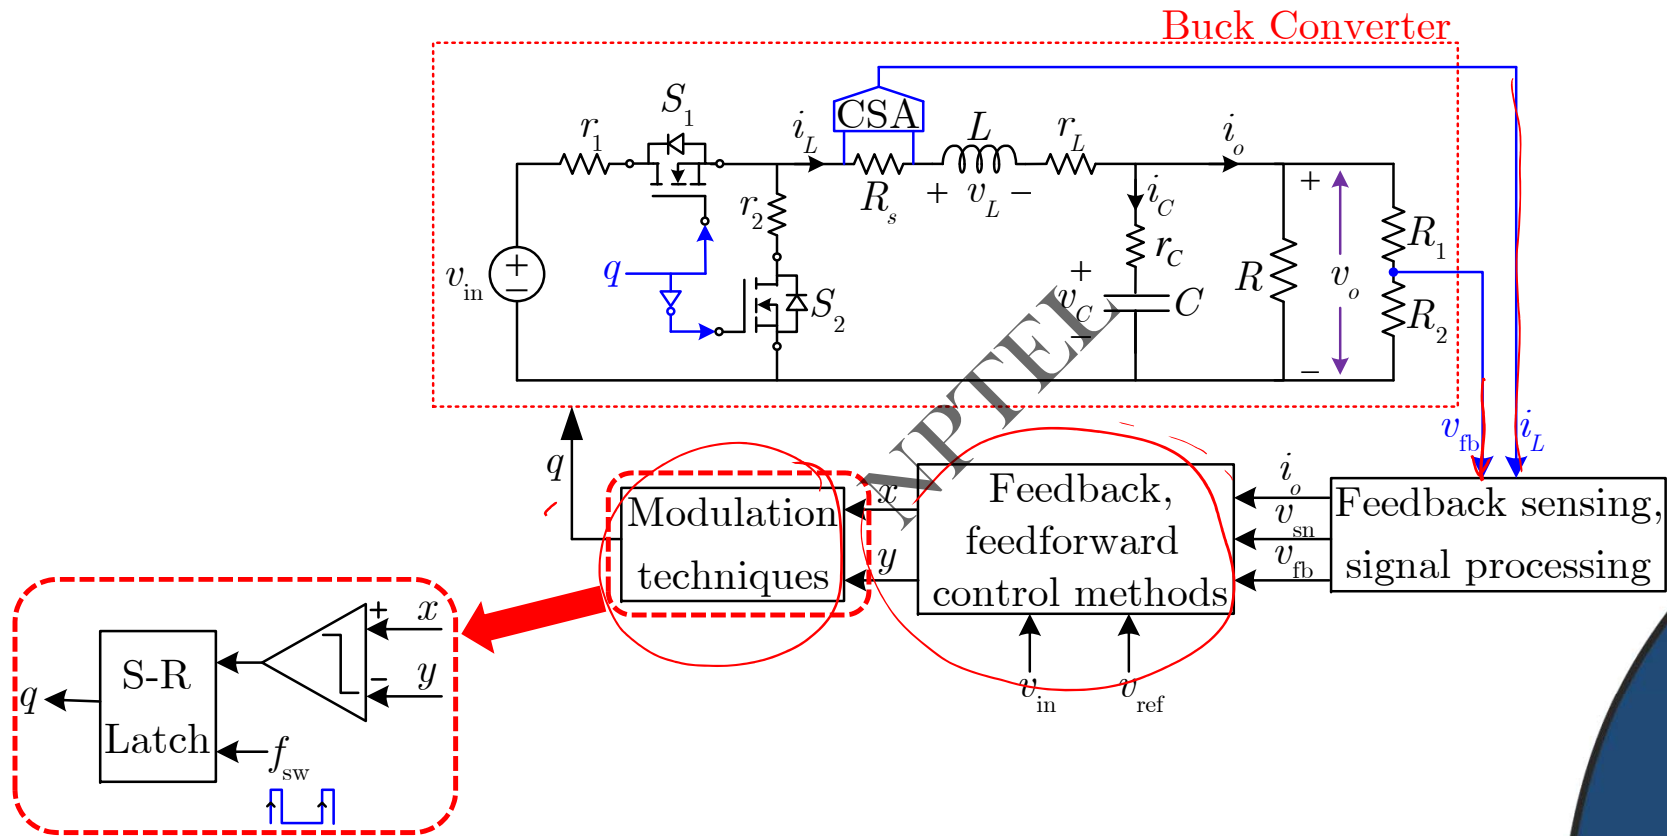 Buck Converter
S1
CSA
r1
iL
L
rL
io
+ vL −
Rs
r2
iC
+
R1
vin
+
−
q
rC
+
vC
−
C
R
vo
S2
R2
−
NPTEL
vfb
iL
q
Modulation
techniques
x
y
Feedback,
feedforward
control methods
io
vsn
vfb
Feedback sensing,
signal processing
vin
vref
q
S-R
Latch
+
−
x
y
fsw